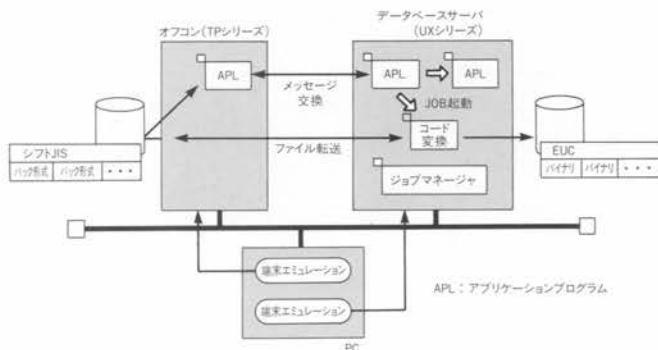 オフコン(TPシリーズ)
データベースサーバ
(UXシリーズ)
APL
メッセージ
交換
APL
APL
JOB起動
シフトJIS
パック形式 パック形式 ・・・
ファイル転送
コード
変換
EUC
バイナリ バイナリ ・・・
ジョブマネージャ
端末エミュレーション
端末エミュレーション
PC
APL:アプリケーションプログラム